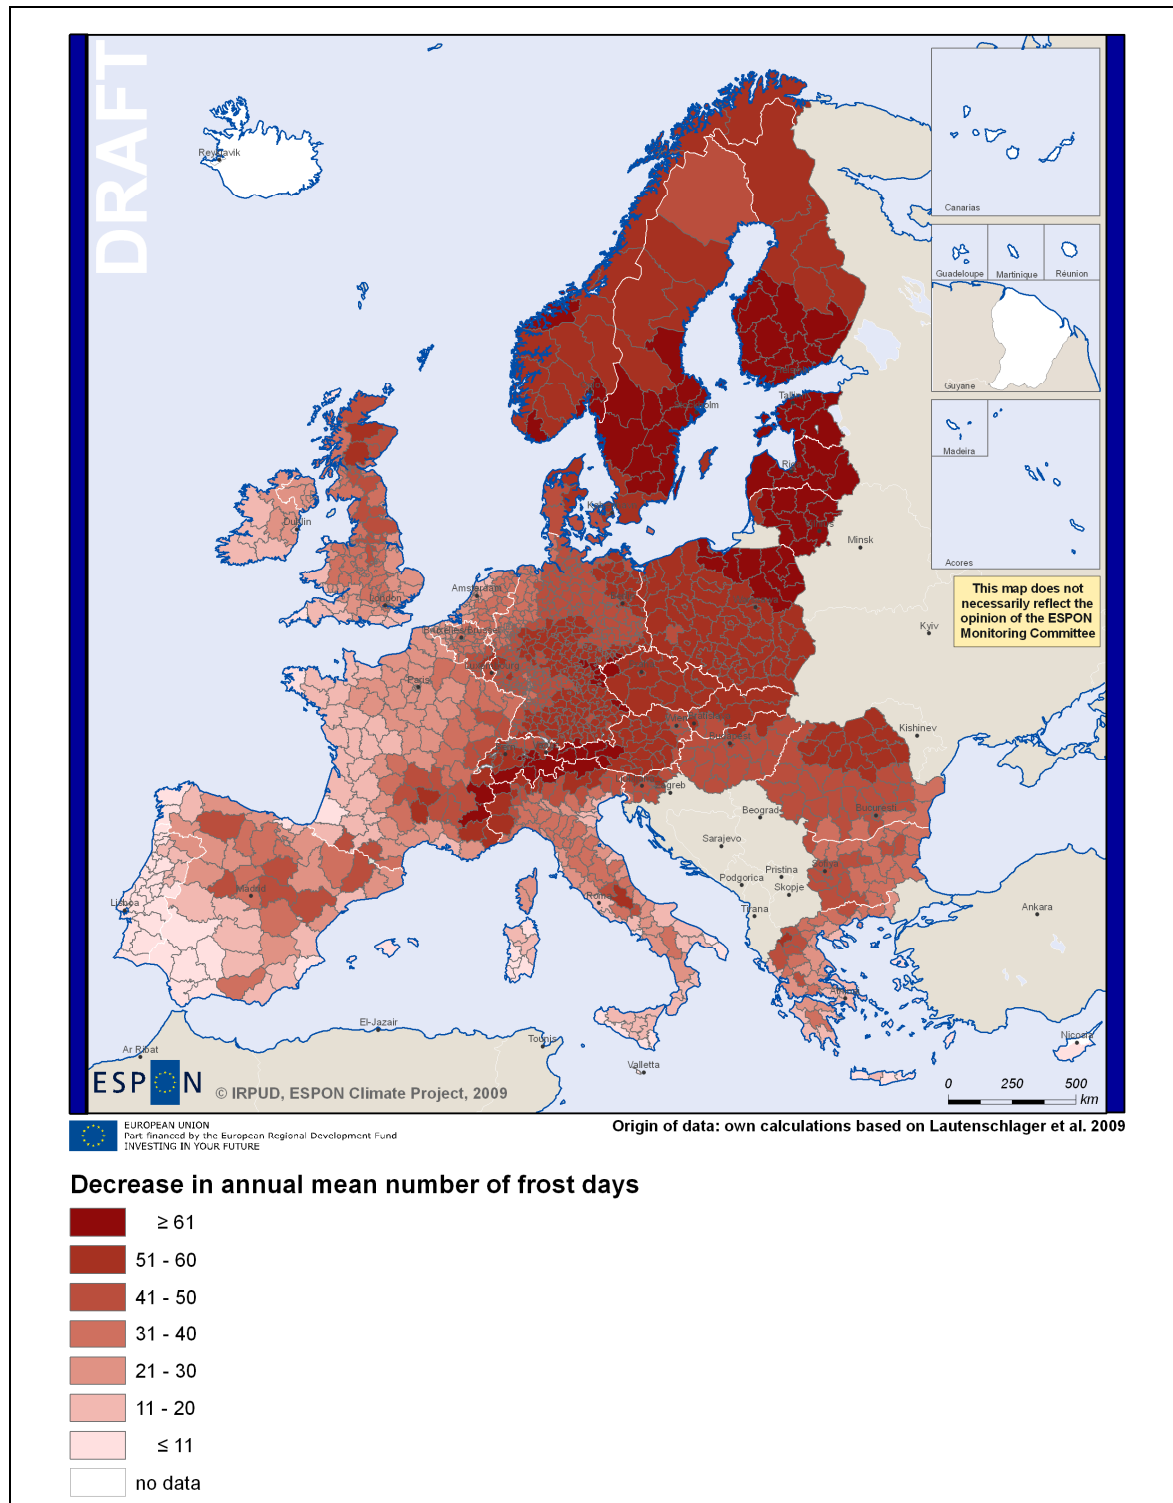 DRAFT
Reykjavik
Canarias
Guadeloupe
Martinique
Réunion
Guyane
Madeira
Acores
This map does not
necessarily reflect the
opinion of the ESPON
Monitoring Committee
Stockholm
Riga
Minsk
Dublin
London
Amsterdam
Kyiv
Luxembourg
Paris
Kishinev
Budapest
Zagreb
Beograd
Bucuresti
Sarajevo
Sofya
Pristina
Podgorica
Skopje
Tirana
Madrid
Lisboa
Roma
Ankara
El-Jazair
Tounis
Ar Ribat
Valletta
ESPON
© IRPUD, ESPON Climate Project, 2009
0 250 500
km
EUROPEAN UNION
Part financed by the European Regional Development Fund
INVESTING IN YOUR FUTURE
Origin of data: own calculations based on Lautenschlager et al. 2009
Decrease in annual mean number of frost days
≥ 61
51 - 60
41 - 50
31 - 40
21 - 30
11 - 20
≤ 11
no data